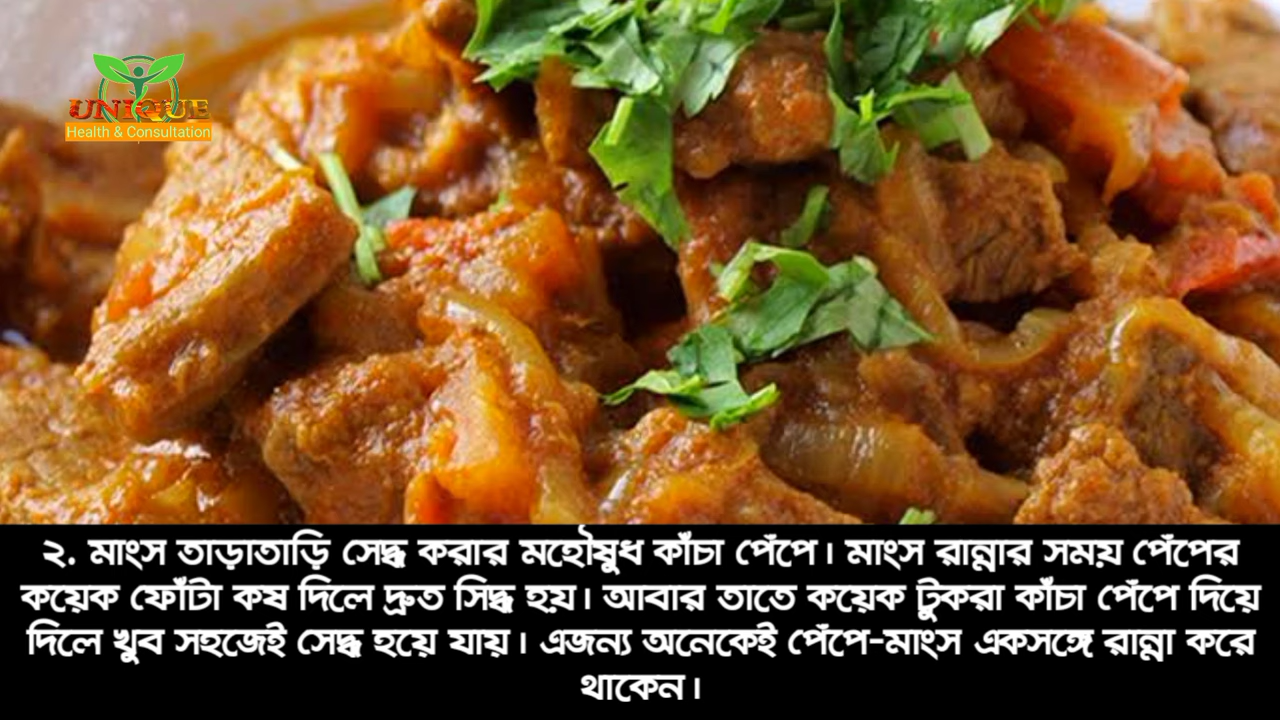 UNIQUE
Health & Consultation
২. মাংস তাড়াতাড়ি সেদ্ধ করার মহৌষুধ কাঁচা পেঁপে। মাংস রান্নার সময় পেঁপের
কয়েক ফোঁটা কষ দিলে দ্রুত সিদ্ধ হয়। আবার তাতে কয়েক টুকরা কাঁচা পেঁপে দিয়ে
দিলে খুব সহজেই সেদ্ধ হয়ে যায়। এজন্য অনেকেই পেঁপে-মাংস একসঙ্গে রান্না করে
থাকেন।